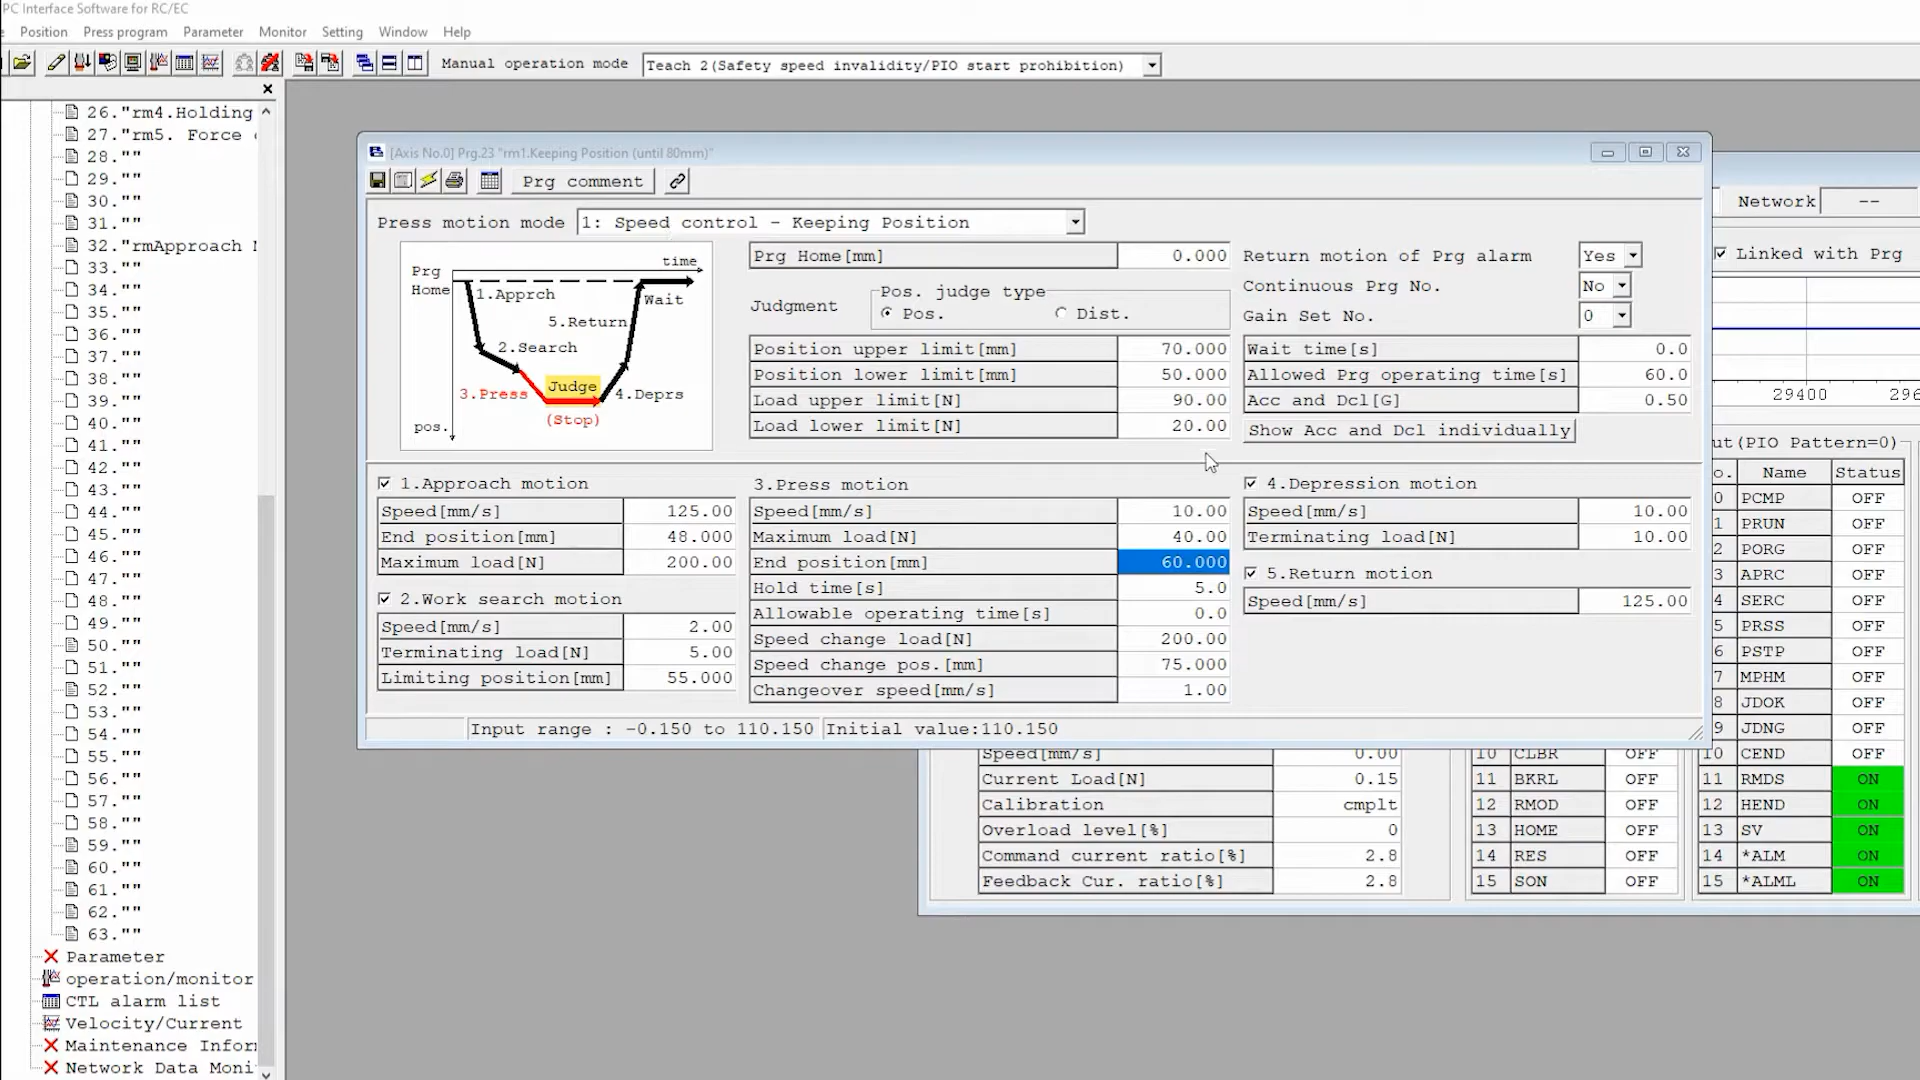 PC Interface Software for RC/EC
Position Press program Parameter Monitor Setting Window Help
Manual operation mode Teach 2(Safety speed invalidity/PIO start prohibition)
26."rm4.Holding
27."rm5. Force
28.""
29.""
30.""
31.""
32."rmApproach
33.""
34.""
35.""
36.""
37.""
38.""
39.""
40.""
41.""
42.""
43.""
44.""
45.""
46.""
47.""
48.""
49.""
50.""
51.""
52.""
53.""
54.""
55.""
56.""
57.""
58.""
59.""
60.""
61.""
62.""
63.""
Parameter
operation/monitor
CTL alarm list
Velocity/Current
Maintenance Infor
Network Data Moni
[Axis No.0] Prg.23 "rm1.Keeping Position (until 80mm)"
Prg comment
Press motion mode 1: Speed control - Keeping Position
time
Prg
Home
1.Apprch
Wait
5.Return
2.Search
Judge
3.Press
4.Deprs
(Stop)
pos.
Prg Home[mm] 0.000
Judgment
Pos. judge type
Pos. Dist.
Position upper limit[mm] 70.000
Position lower limit[mm] 50.000
Load upper limit[N] 90.00
Load lower limit[N] 20.00
Return motion of Prg alarm Yes
Continuous Prg No. No
Gain Set No. 0
Wait time[s] 0.0
Allowed Prg operating time[s] 60.0
Acc and Dcl[G] 0.50
Show Acc and Dcl individually
1.Approach motion
Speed[mm/s] 125.00
End position[mm] 48.000
Maximum load[N] 200.00
2.Work search motion
Speed[mm/s] 2.00
Terminating load[N] 5.00
Limiting position[mm] 55.000
3.Press motion
Speed[mm/s] 10.00
Maximum load[N] 40.00
End position[mm] 60.000
Hold time[s] 5.0
Allowable operating time[s] 0.0
Speed change load[N] 200.00
Speed change pos.[mm] 75.000
Changeover speed[mm/s] 1.00
4.Depression motion
Speed[mm/s] 10.00
Terminating load[N] 10.00
5.Return motion
Speed[mm/s] 125.00
Input range : -0.150 to 110.150 Initial value:110.150
Network --
Linked with Prg
29400
ut(PIO Pattern=0)
o. Name Status
0 PCMP OFF
1 PRUN OFF
2 PORG OFF
3 APRC OFF
4 SERC OFF
5 PRSS OFF
6 PSTP OFF
7 MPHM OFF
8 JDOK OFF
9 JDNG OFF
10 CEND OFF
11 RMDS ON
12 HEND ON
13 SV ON
14 *ALM ON
15 *ALML ON
Speed[mm/s] 0.00
Current Load[N] 0.15
Calibration cmplt
Overload level[%] 0
Command current ratio[%] 2.8
Feedback Cur. ratio[%] 2.8
10 CLBR OFF
11 BKRL OFF
12 RMOD OFF
13 HOME OFF
14 RES OFF
15 SON OFF